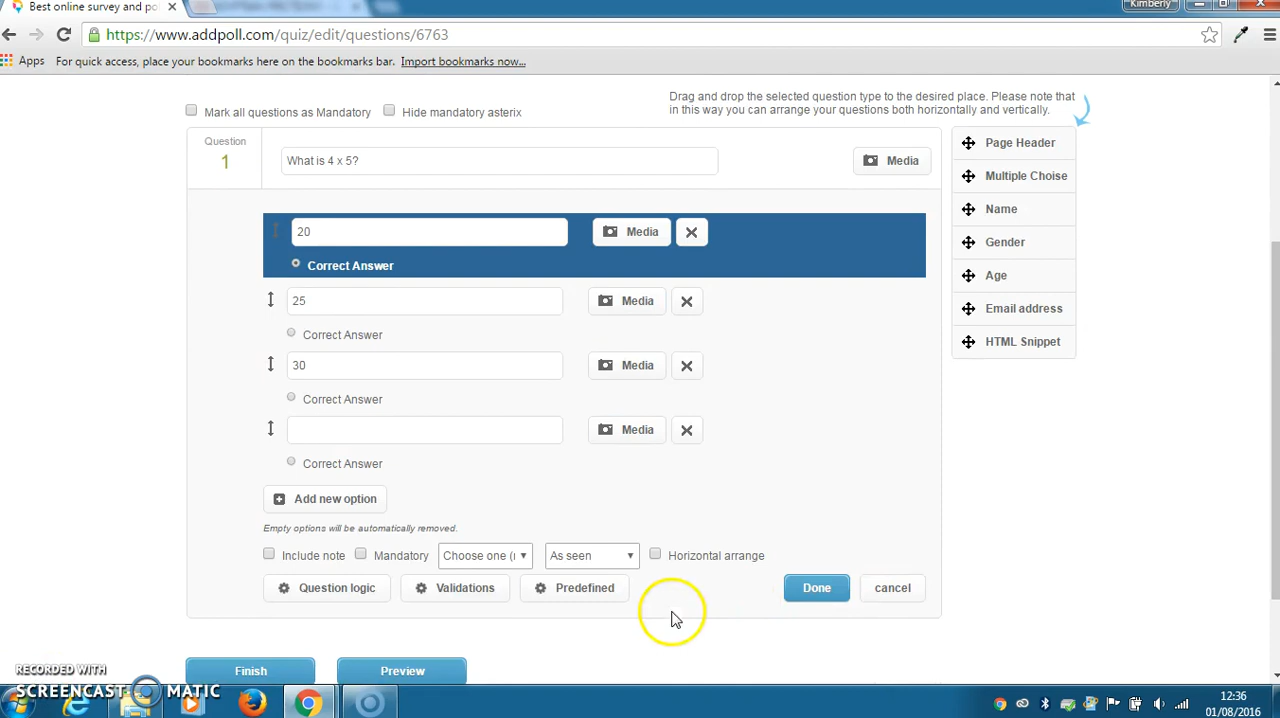 Best online survey and po
Kimberly
https://www.addpoll.com/quiz/edit/questions/6763
Apps For quick access, place your bookmarks here on the bookmarks bar. Import bookmarks now...
Mark all questions as Mandatory Hide mandatory asterix
Drag and drop the selected question type to the desired place. Please note that
in this way you can arrange your questions both horizontally and vertically.
Question
1
What is 4 x 5?
Media
Page Header
Multiple Choise
Name
Gender
Age
Email address
HTML Snippet
20 Media
Correct Answer
25 Media
Correct Answer
30 Media
Correct Answer
Media
Correct Answer
Add new option
Empty options will be automatically removed.
Include note Mandatory Choose one (r As seen Horizontal arrange
Question logic Validations Predefined Done cancel
Finish Preview
RECORDED WITH
SCREENCAST MATIC
12:36
01/08/2016